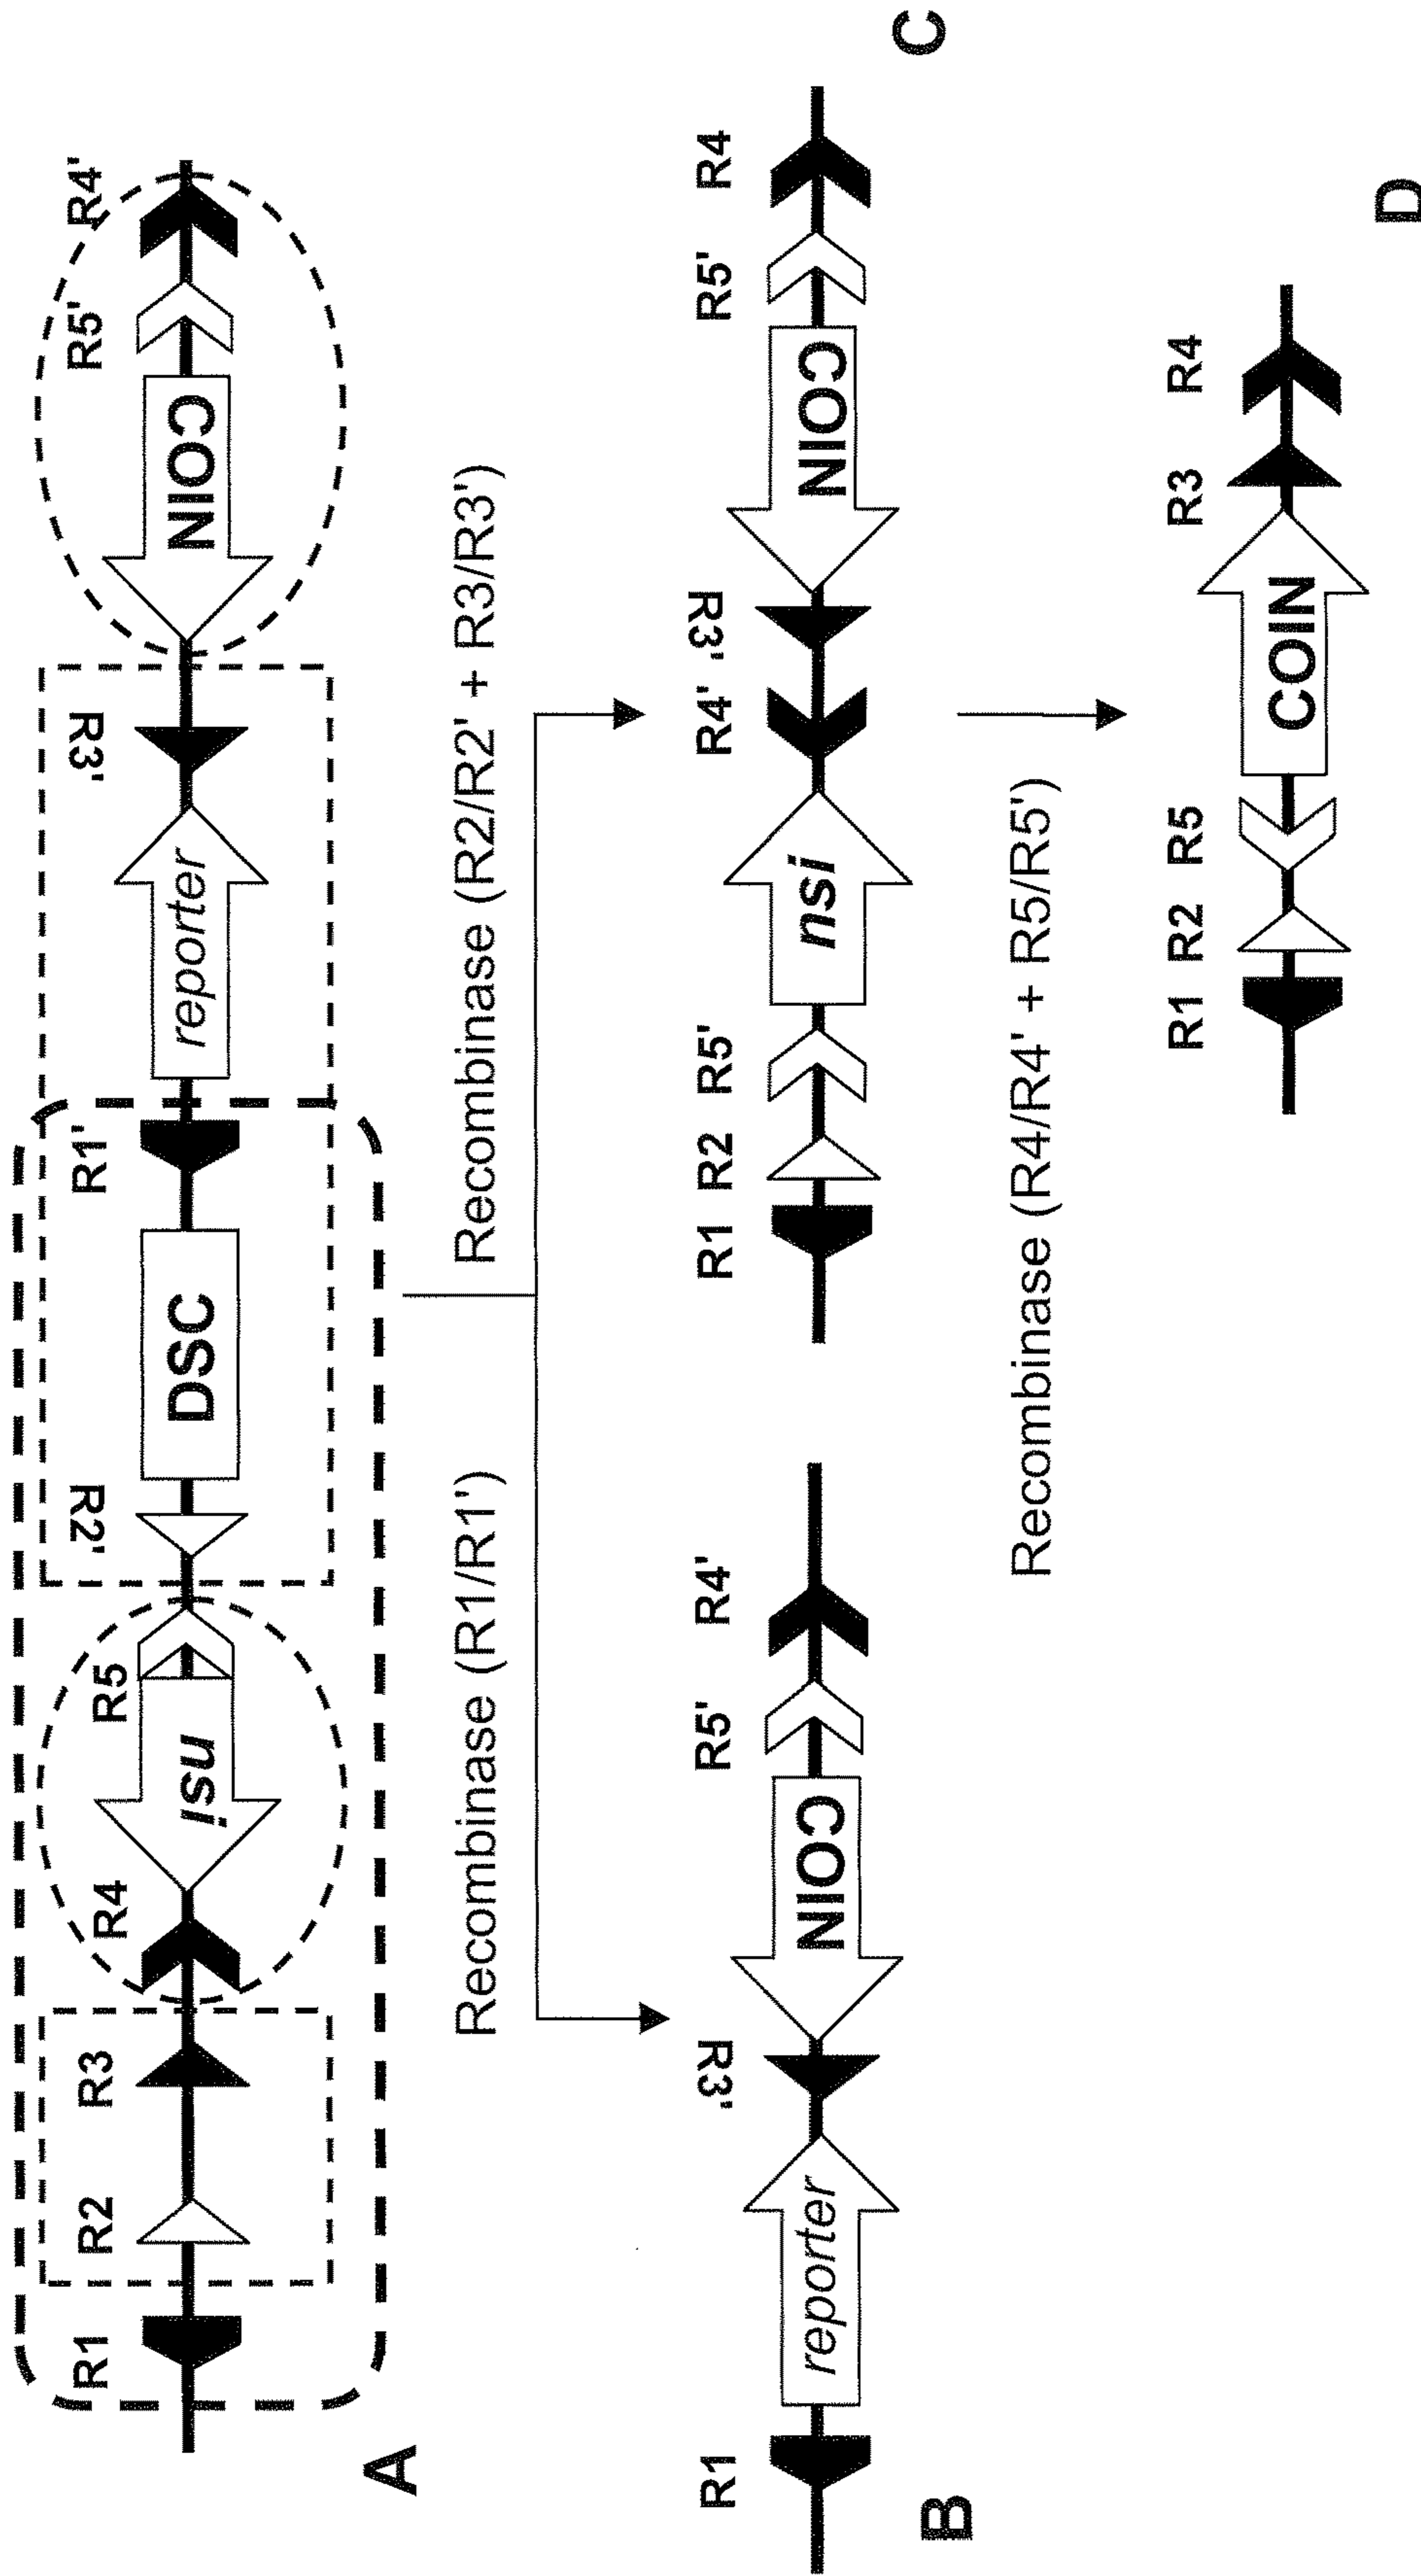 R1 R2 R3 R4 nsi R5 R2' DSC R1' reporter R3' COIN R5' R4'
A
Recombinase (R1/R1')
Recombinase (R2/R2' + R3/R3')
R1 reporter R3' COIN R5' R4'
B
R1 R2 R5' nsi R4' R3' COIN R5' R4
C
Recombinase (R4/R4' + R5/R5')
R1 R2 R5 COIN R3 R4
D